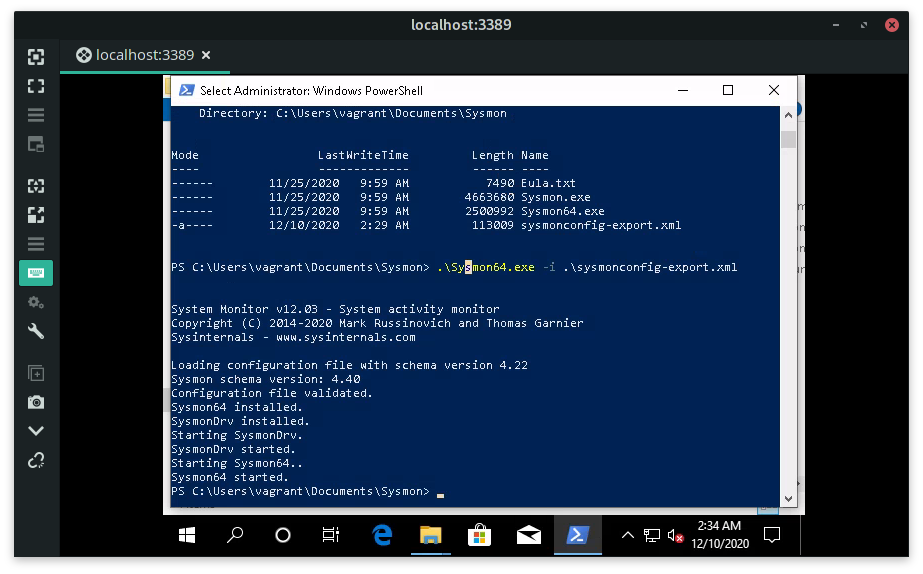 localhost:3389
localhost:3389
Select Administrator: Windows PowerShell
Directory: C:\Users\vagrant\Documents\Sysmon
Mode LastWriteTime Length Name
---- ------------- ------ ----
------ 11/25/2020 9:59 AM 7490 Eula.txt
------ 11/25/2020 9:59 AM 4663680 Sysmon.exe
------ 11/25/2020 9:59 AM 2500992 Sysmon64.exe
-a---- 12/10/2020 2:29 AM 113009 sysmonconfig-export.xml
PS C:\Users\vagrant\Documents\Sysmon> .\Sysmon64.exe -i .\sysmonconfig-export.xml
System Monitor v12.03 - System activity monitor
Copyright (C) 2014-2020 Mark Russinovich and Thomas Garnier
Sysinternals - www.sysinternals.com
Loading configuration file with schema version 4.22
Sysmon schema version: 4.40
Configuration file validated.
Sysmon64 installed.
SysmonDrv installed.
Starting SysmonDrv.
SysmonDrv started.
Starting Sysmon64..
Sysmon64 started.
PS C:\Users\vagrant\Documents\Sysmon>
2:34 AM
12/10/2020